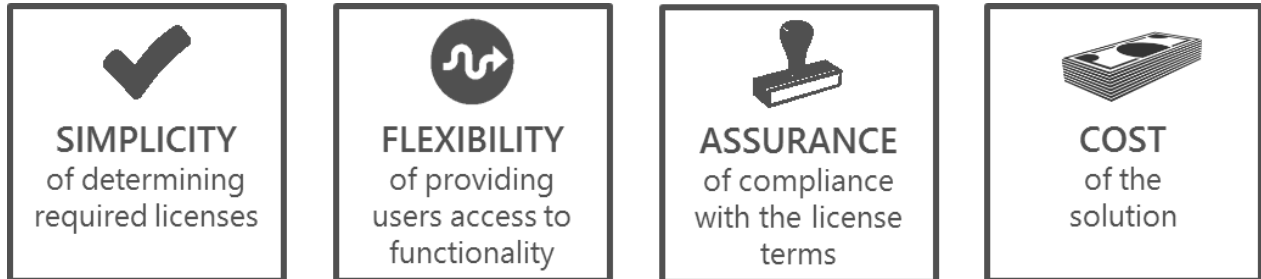 SIMPLICITY
of determining
required licenses
FLEXIBILITY
of providing
users access to
functionality
ASSURANCE
of compliance
with the license
terms
COST
of the
solution